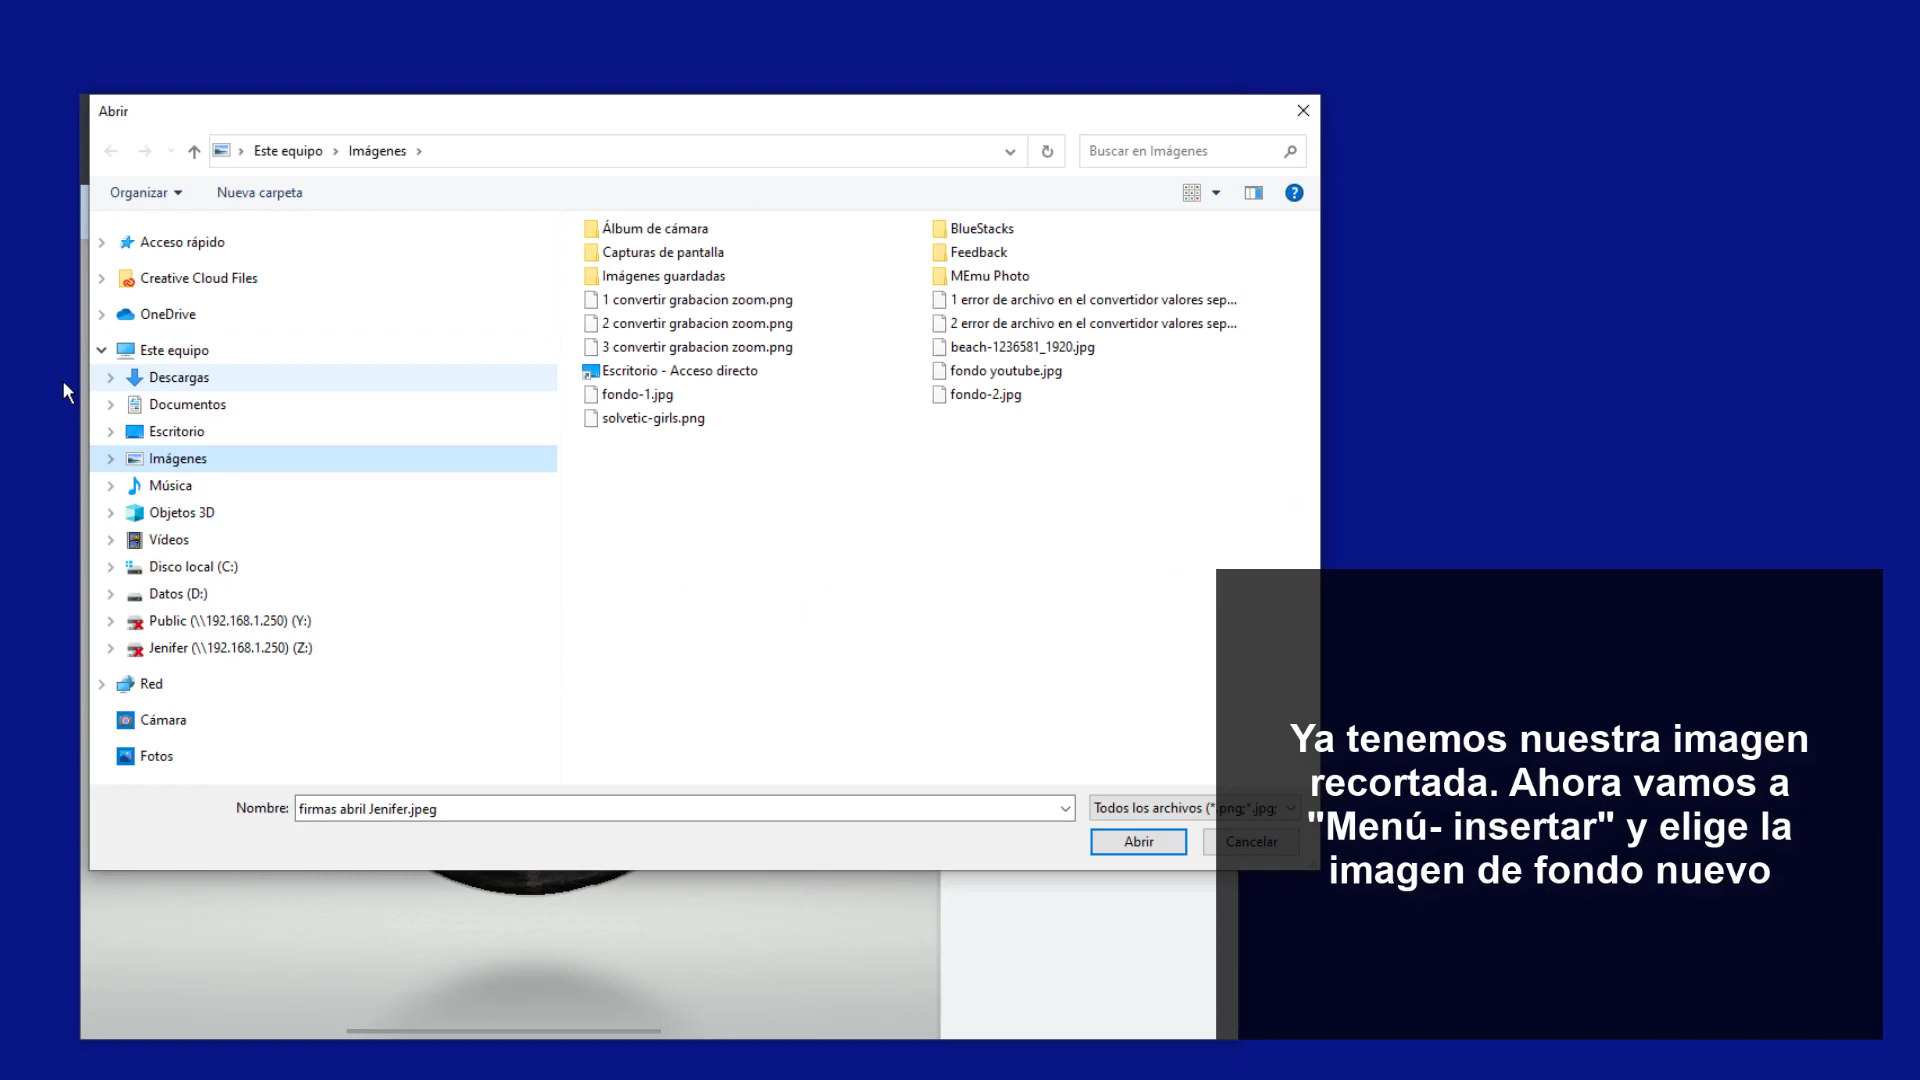 Abrir
Este equipo
Imágenes
Buscar en Imágenes
Organizar
Nueva carpeta
Acceso rápido
Creative Cloud Files
OneDrive
Este equipo
Descargas
Documentos
Escritorio
Imágenes
Música
Objetos 3D
Vídeos
Disco local (C:)
Datos (D:)
Public (\\192.168.1.250) (Y:)
Jenifer (\\192.168.1.250) (Z:)
Red
Cámara
Fotos
Álbum de cámara
BlueStacks
Capturas de pantalla
Feedback
Imágenes guardadas
MEmu Photo
1 convertir grabacion zoom.png
1 error de archivo en el convertidor valores sep...
2 convertir grabacion zoom.png
2 error de archivo en el convertidor valores sep...
3 convertir grabacion zoom.png
beach-1236581_1920.jpg
Escritorio - Acceso directo
fondo youtube.jpg
fondo-1.jpg
fondo-2.jpg
solvetic-girls.png
Nombre:
firmas abril Jenifer.jpeg
Todos los archivos (*.png;*.jpg;
Abrir
Cancelar
Ya tenemos nuestra imagen
recortada. Ahora vamos a
"Menú- insertar" y elige la
imagen de fondo nuevo